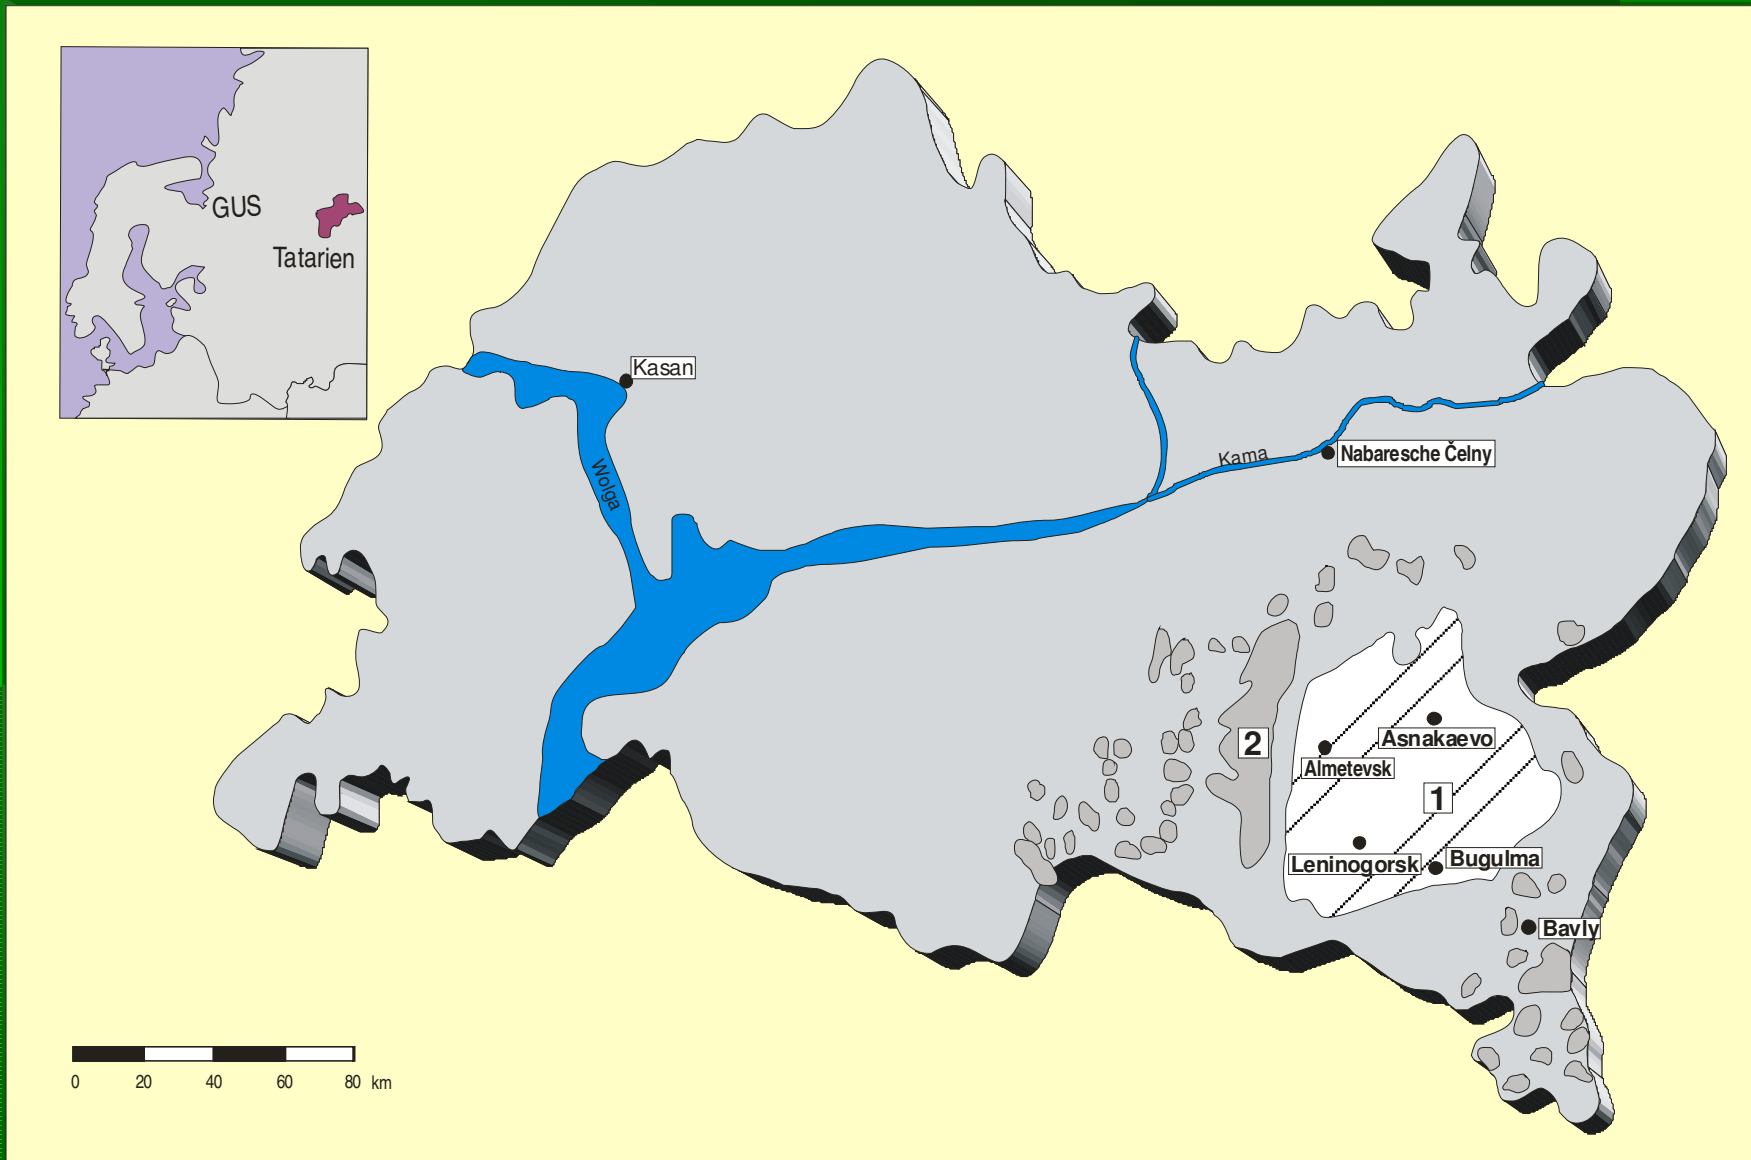 GUS
Tatarien
Kasan
Wolga
Kama
Nabaresche Čelny
2
Asnakaevo
Almetevsk
1
Leninogorsk
Bugulma
Bavly
0 20 40 60 80 km